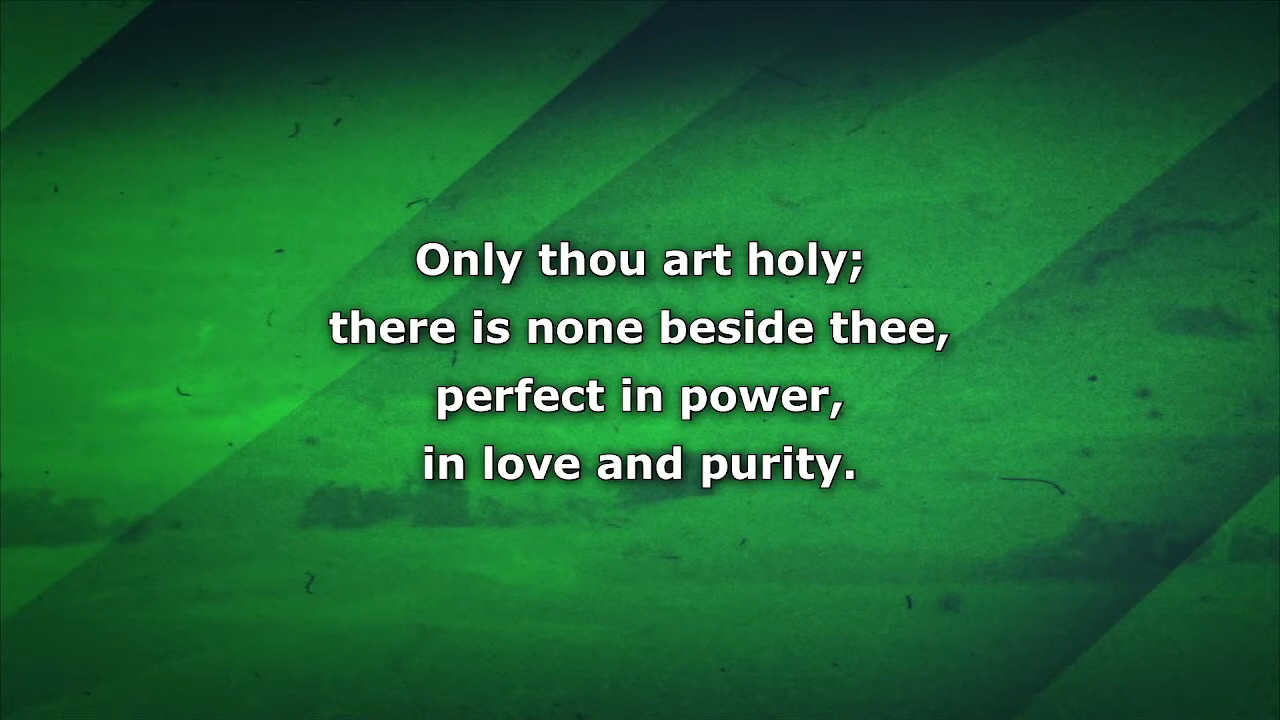 Only thou art holy;
there is none beside thee,
perfect in power,
in love and purity.